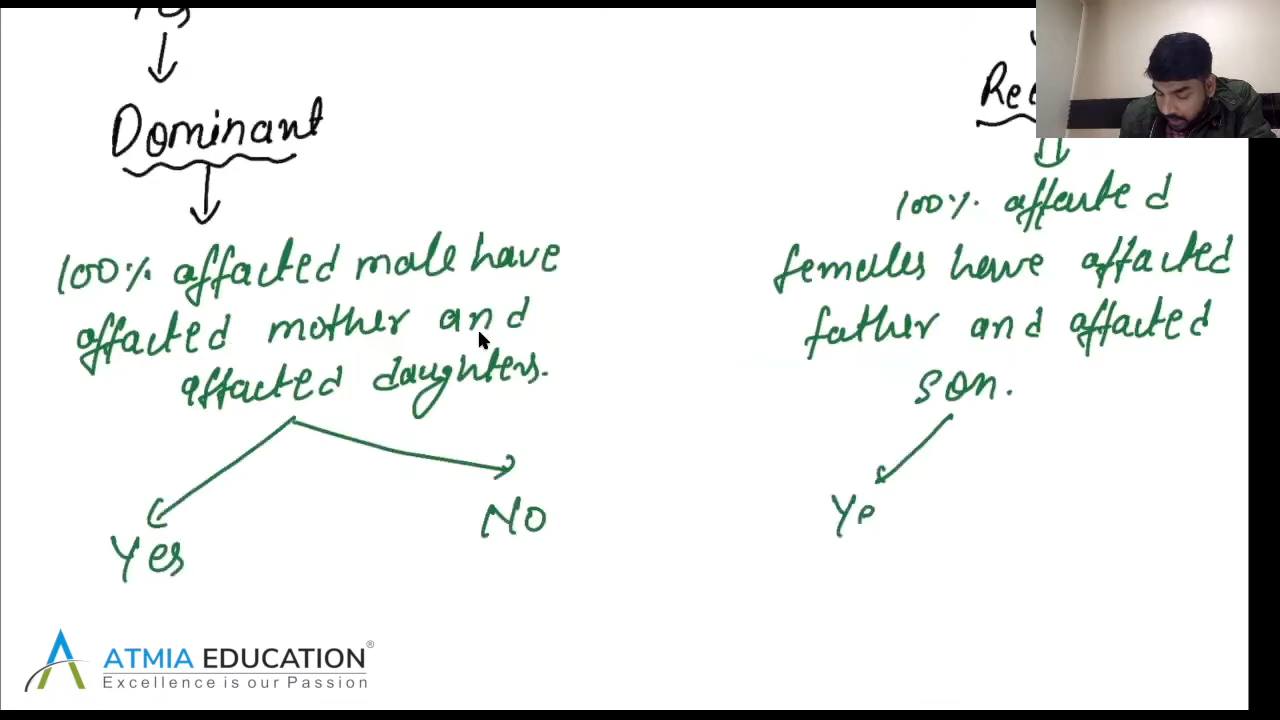 Dominant
100% affacted male have
affacted mother and
affacted daughters.
Yes
No
100% affacted
females have affacted
father and affacted
son.
Ye
ATMIA EDUCATION®
Excellence is our Passion